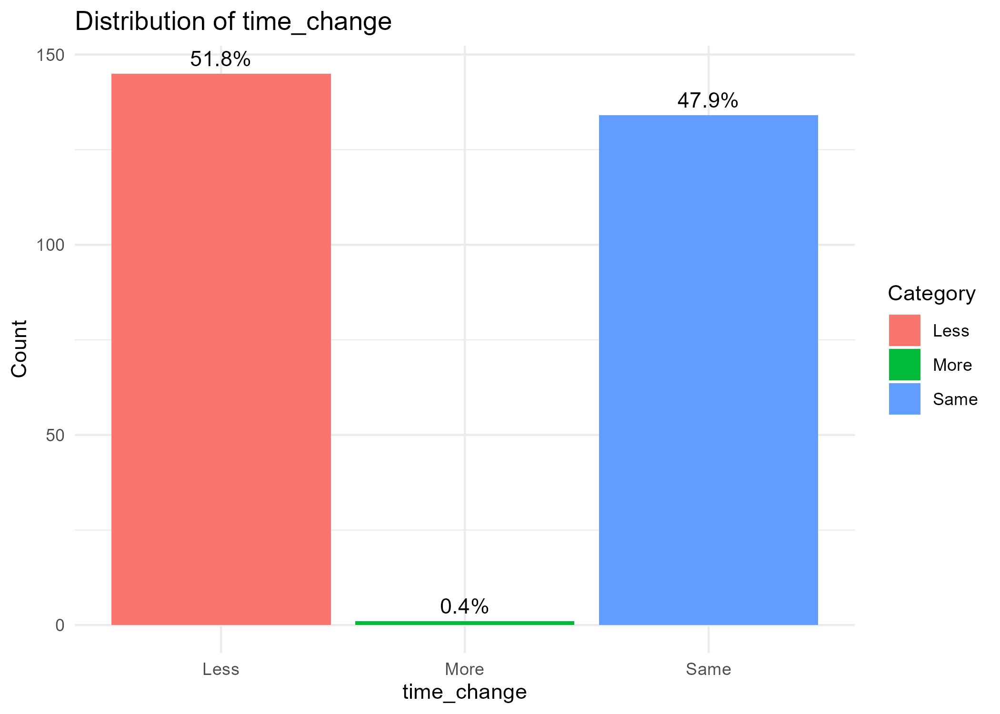 Distribution of time_change
150
51.8%
47.9%
100
Count
50
0.4%
0
Less
More
Same
time_change
Category
Less
More
Same